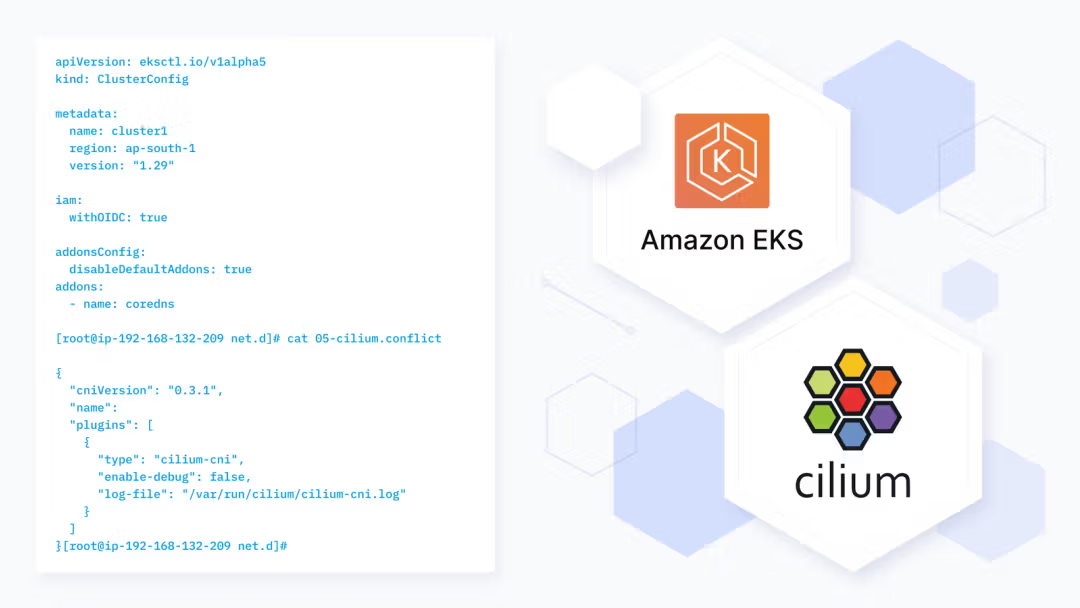 apiVersion: eksctl.io/v1alpha5
kind: ClusterConfig

metadata:
  name: cluster1
  region: ap-south-1
  version: "1.29"

iam:
  withOIDC: true

addonsConfig:
  disableDefaultAddons: true
addons:
  - name: coredns

[root@ip-192-168-132-209 net.d]# cat 05-cilium.conflict

{
  "cniVersion": "0.3.1",
  "name":
  "plugins": [
    {
      "type": "cilium-cni",
      "enable-debug": false,
      "log-file": "/var/run/cilium/cilium-cni.log"
    }
  ]
}[root@ip-192-168-132-209 net.d]#
K
Amazon EKS
cilium